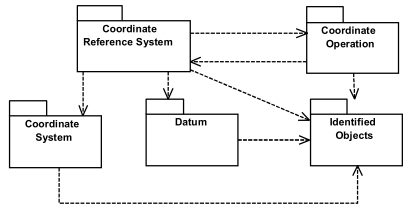 Coordinate
Reference System
Coordinate
Operation
Coordinate
System
Datum
Identified
Objects